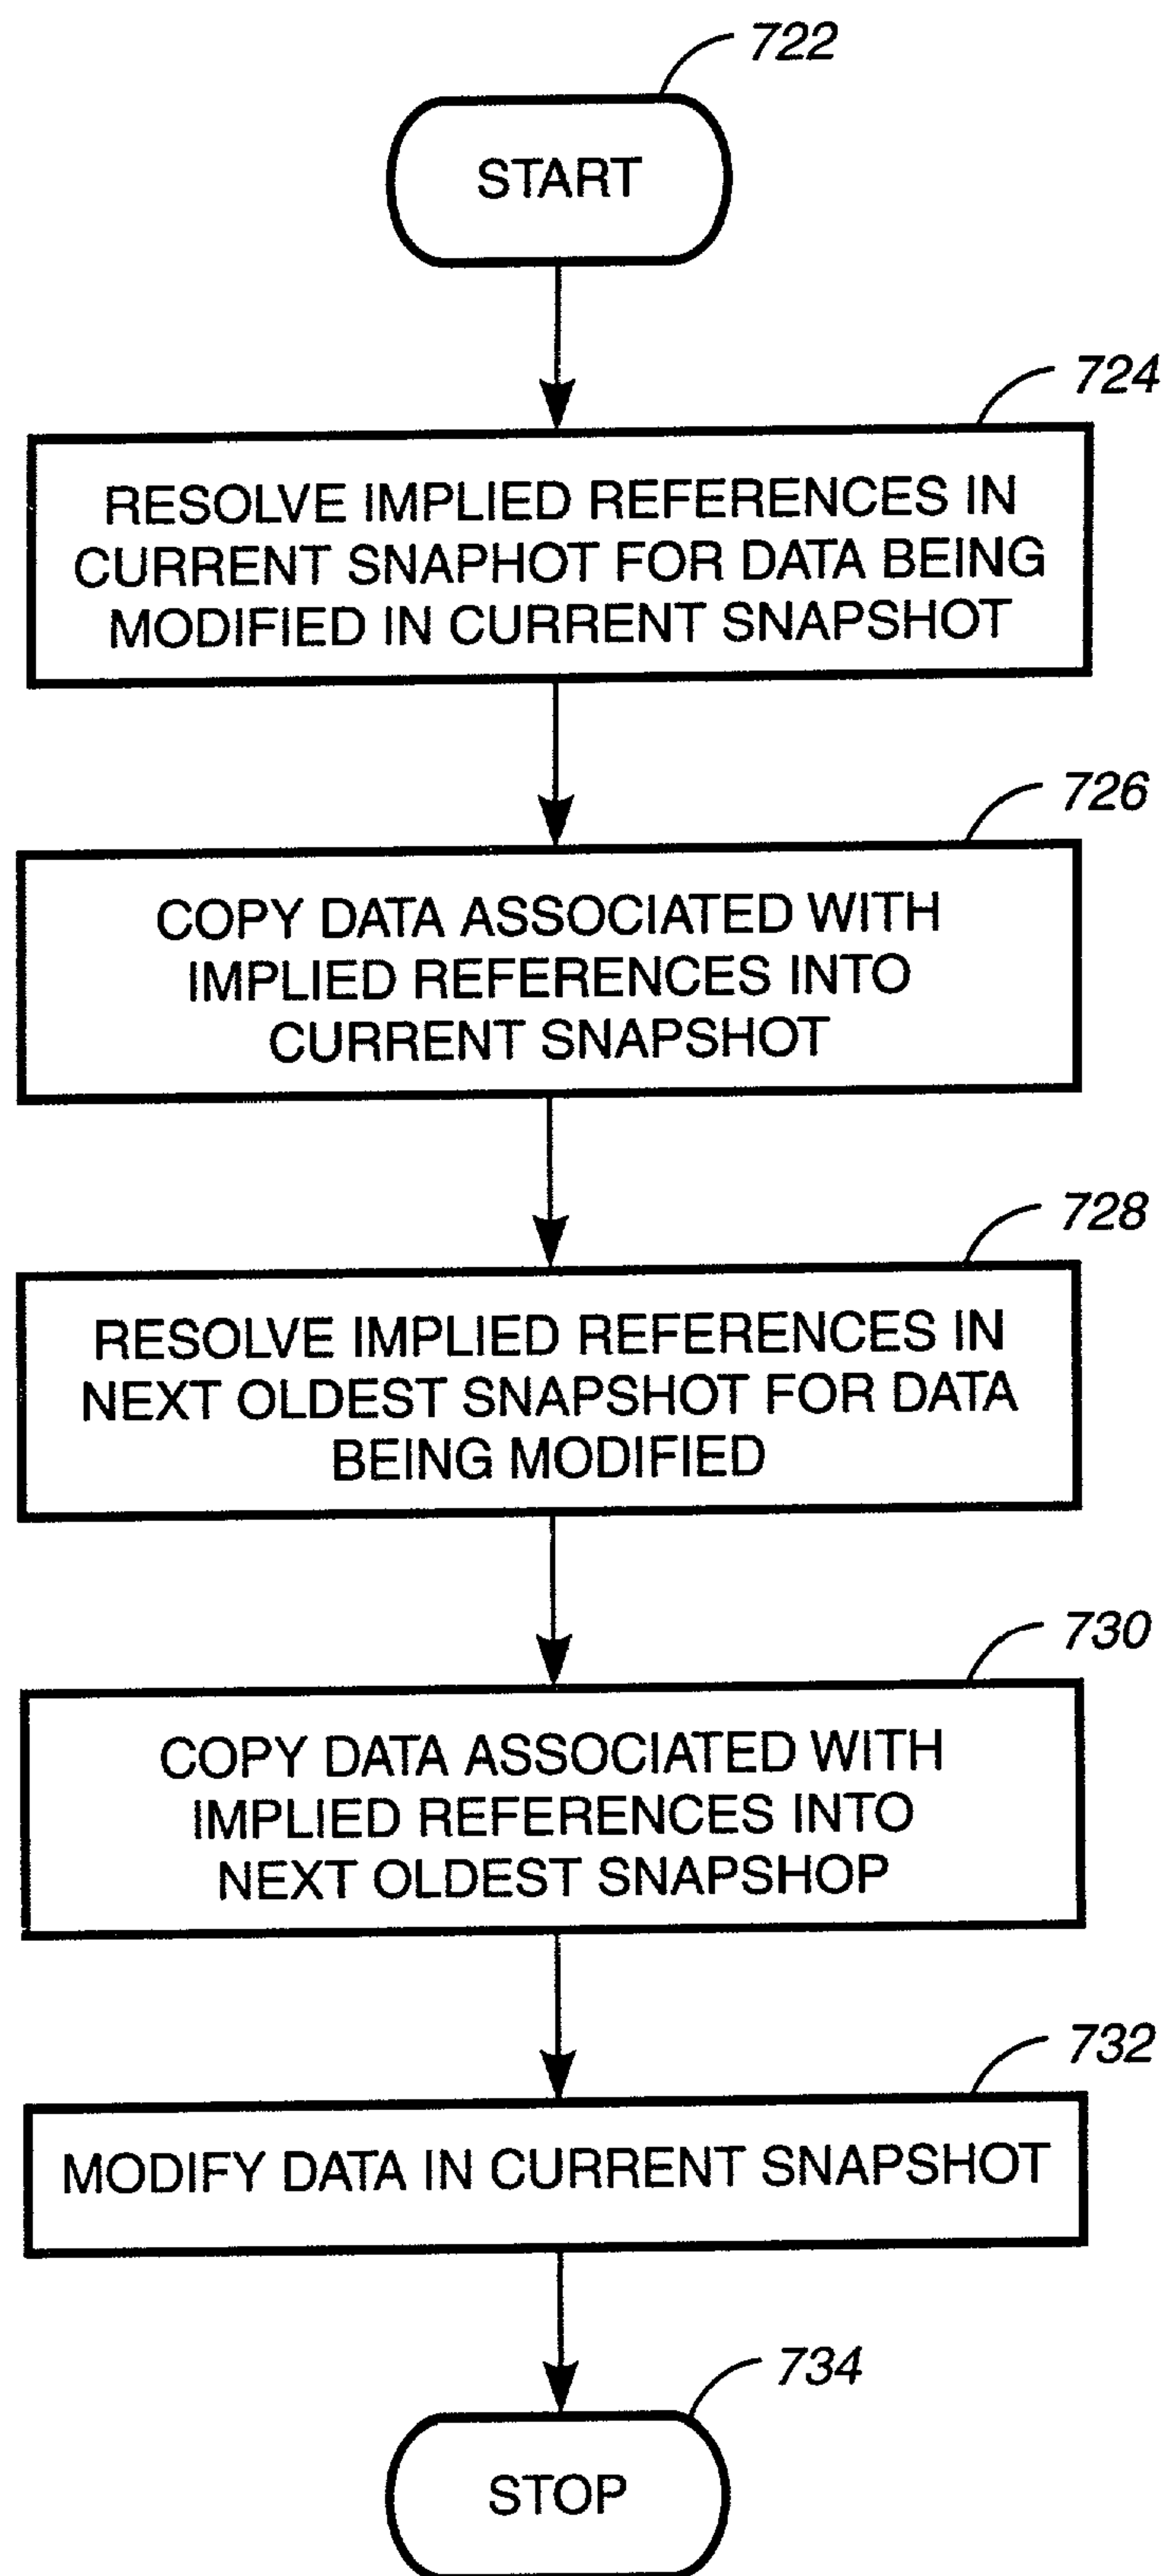 722
START
724
RESOLVE IMPLIED REFERENCES IN
CURRENT SNAPHOT FOR DATA BEING
MODIFIED IN CURRENT SNAPSHOT
726
COPY DATA ASSOCIATED WITH
IMPLIED REFERENCES INTO
CURRENT SNAPSHOT
728
RESOLVE IMPLIED REFERENCES IN
NEXT OLDEST SNAPSHOT FOR DATA
BEING MODIFIED
730
COPY DATA ASSOCIATED WITH
IMPLIED REFERENCES INTO
NEXT OLDEST SNAPSHOP
732
MODIFY DATA IN CURRENT SNAPSHOT
734
STOP